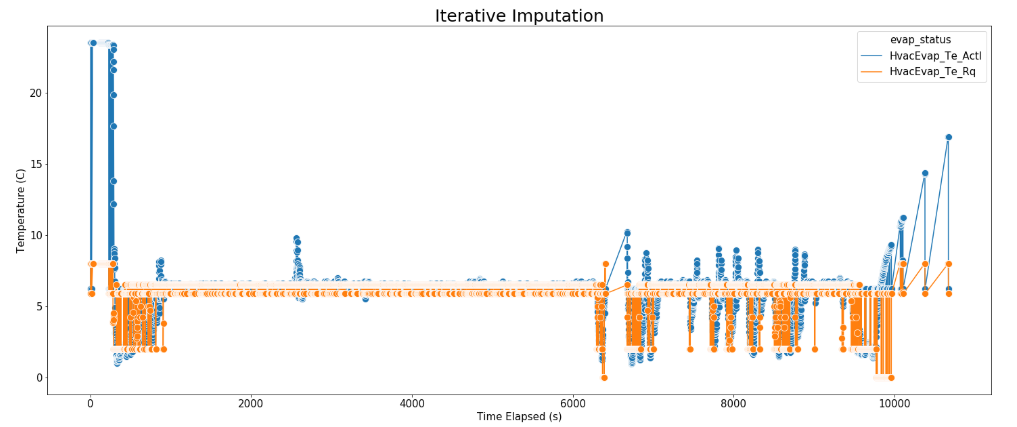 Iterative Imputation
evap_status
HvacEvap_Te_Actl
HvacEvap_Te_Rq
Temperature (C)
20
15
10
5
0
0 2000 4000 6000 8000 10000
Time Elapsed (s)